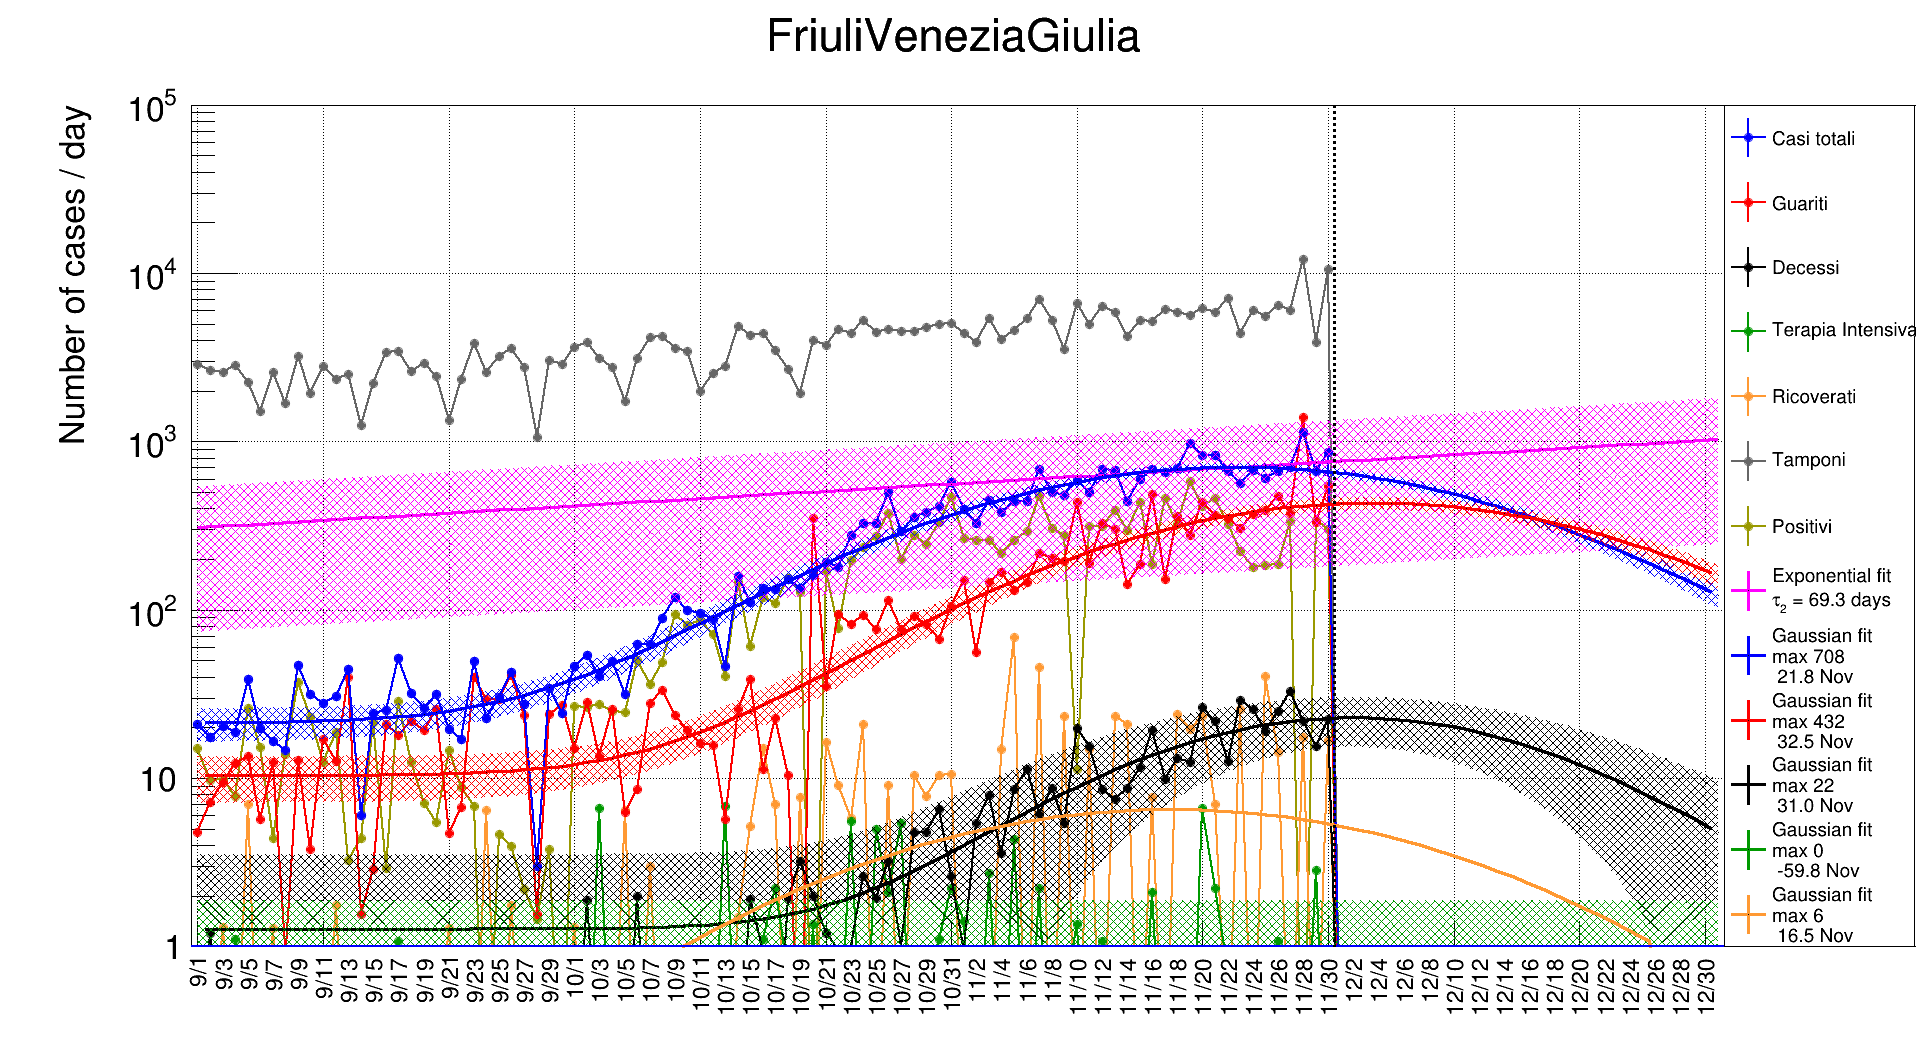 FriuliVeneziaGiulia
Number of cases / day
10^5
10^4
10^3
10^2
10
1
9/1
9/3
9/5
9/7
9/9
9/11
9/13
9/15
9/17
9/19
9/21
9/23
9/25
9/27
9/29
10/1
10/3
10/5
10/7
10/9
10/11
10/13
10/15
10/17
10/19
10/21
10/23
10/25
10/27
10/29
10/31
11/2
11/4
11/6
11/8
11/10
11/12
11/14
11/16
11/18
11/20
11/22
11/24
11/26
11/28
11/30
12/2
12/4
12/6
12/8
12/10
12/12
12/14
12/16
12/18
12/20
12/22
12/24
12/26
12/28
12/30
Casi totali
Guariti
Decessi
Terapia Intensiva
Ricoverati
Tamponi
Positivi
Exponential fit
τ₂ = 69.3 days
Gaussian fit
max 708
21.8 Nov
Gaussian fit
max 432
32.5 Nov
Gaussian fit
max 22
31.0 Nov
Gaussian fit
max 0
-59.8 Nov
Gaussian fit
max 6
16.5 Nov